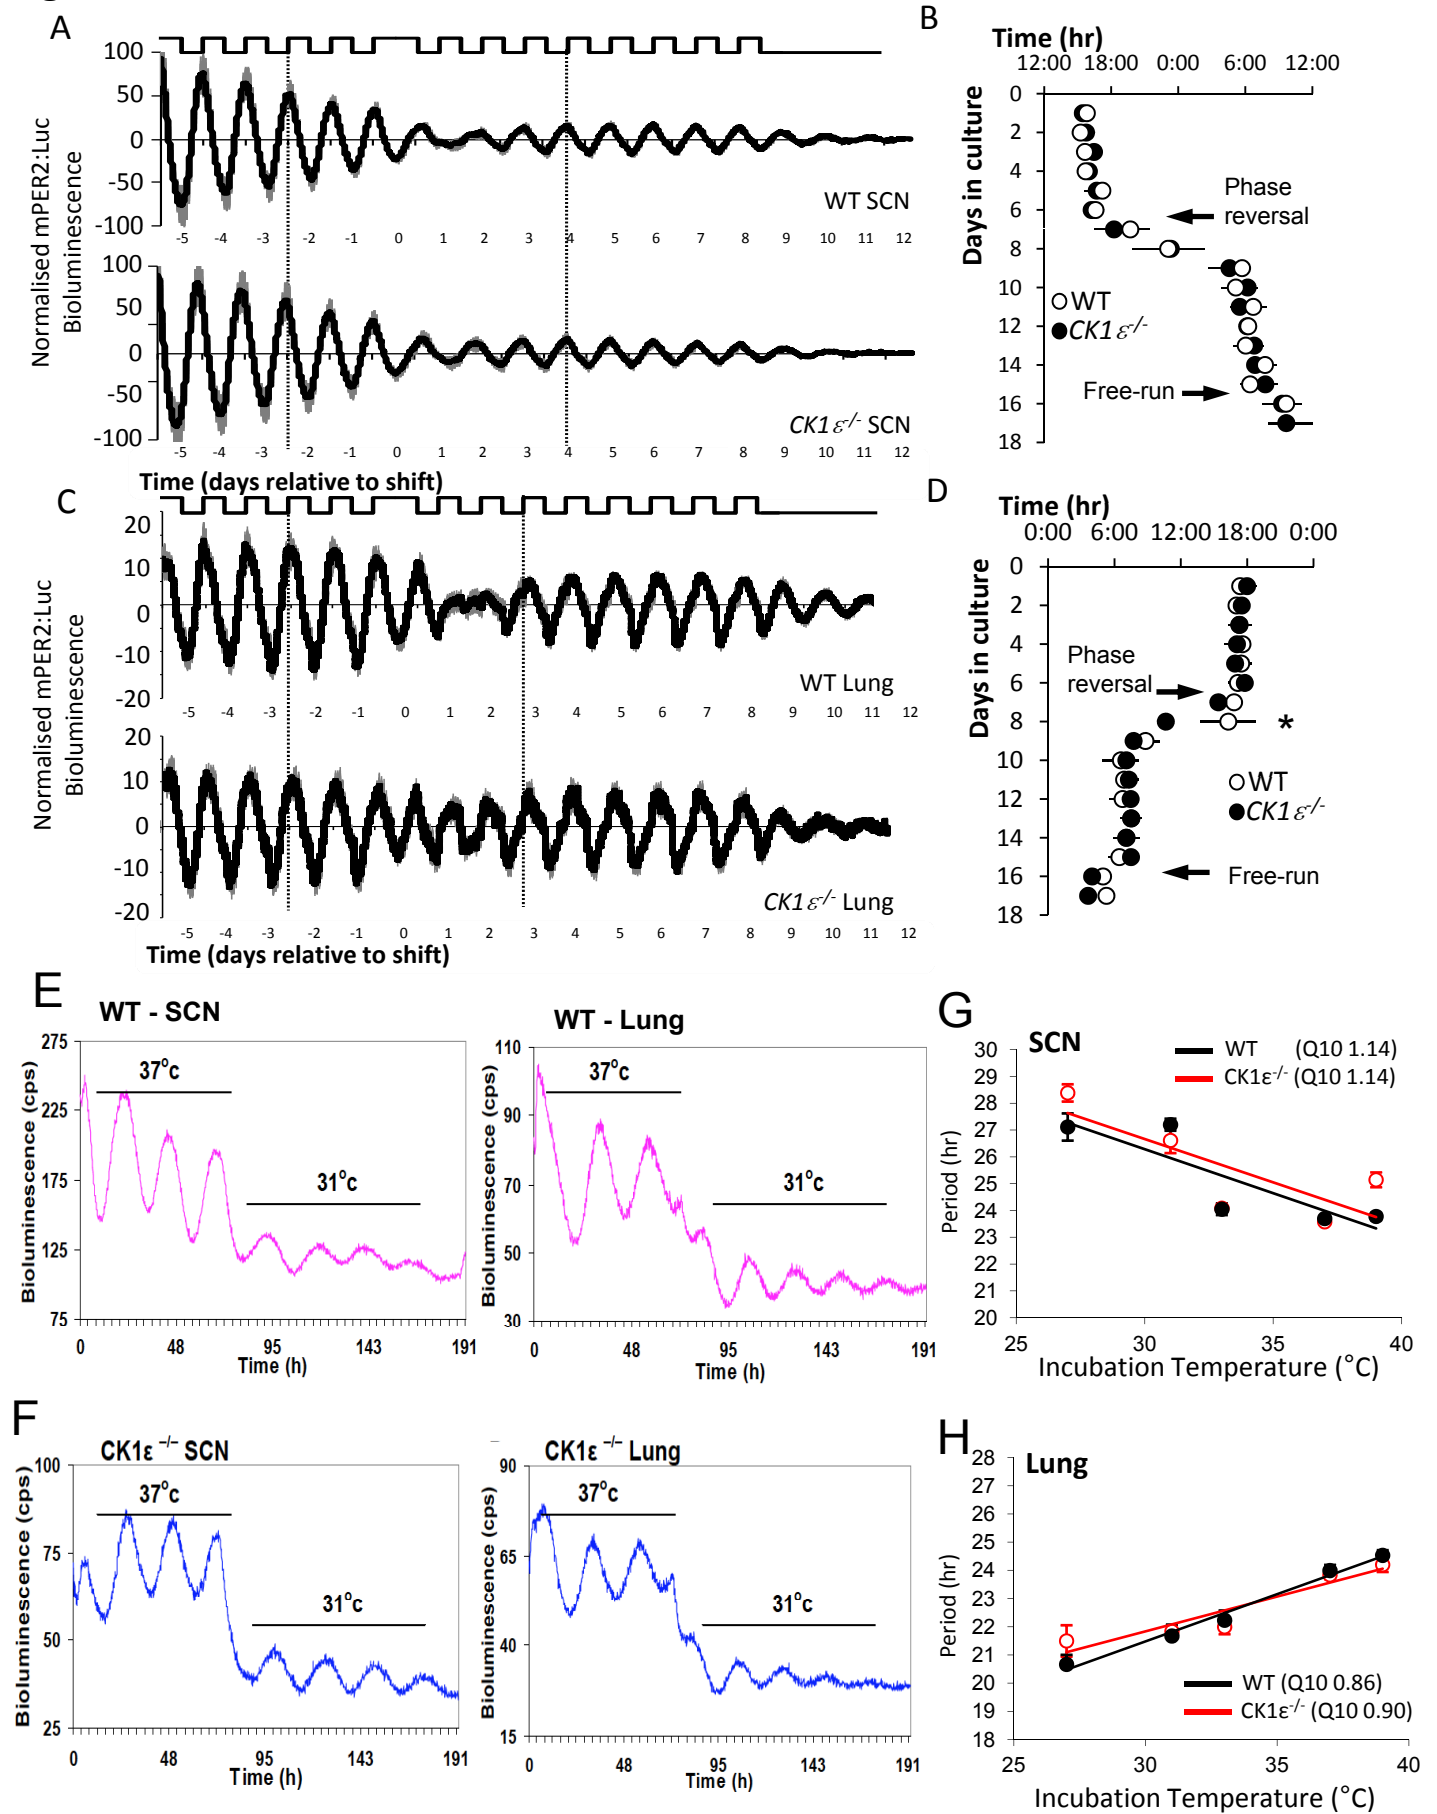 A
100
50
0
-50
-100
Normalised mPER2:Luc
Bioluminescence
WT SCN
-5 -4 -3 -2 -1 0 1 2 3 4 5 6 7 8 9 10 11 12
100
50
0
-50
-100
CK1ε-/- SCN
-5 -4 -3 -2 -1 0 1 2 3 4 5 6 7 8 9 10 11 12
Time (days relative to shift)
B
Time (hr)
12:00 18:00 0:00 6:00 12:00
Days in culture
0
2
4
6
8
10
12
14
16
18
Phase
reversal
WT
CK1ε-/-
Free-run
C
20
10
0
-10
-20
Normalised mPER2:Luc
Bioluminescence
WT Lung
-5 -4 -3 -2 -1 0 1 2 3 4 5 6 7 8 9 10 11 12
20
10
0
-10
-20
CK1ε-/- Lung
-5 -4 -3 -2 -1 0 1 2 3 4 5 6 7 8 9 10 11 12
Time (days relative to shift)
D
Time (hr)
0:00 6:00 12:00 18:00 0:00
Days in culture
0
2
4
6
8
10
12
14
16
18
Phase
reversal
*
WT
CK1ε-/-
Free-run
E
WT - SCN
Bioluminescence (cps)
275
225
175
125
75
37°c
31°c
0 48 95 143 191
Time (h)
WT - Lung
Bioluminescence (cps)
110
90
70
50
30
37°c
31°c
0 48 95 143 191
Time (h)
G
SCN
WT (Q10 1.14)
CK1ε-/- (Q10 1.14)
Period (hr)
30
29
28
27
26
25
24
23
22
21
20
25 30 35 40
Incubation Temperature (°C)
F
CK1ε -/- SCN
Bioluminescence (cps)
100
75
50
25
37°c
31°c
0 48 95 143 191
Time (h)
CK1ε -/- Lung
Bioluminescence (cps)
90
65
40
15
37°c
31°c
0 48 95 143 191
Time (h)
H
Lung
Period (hr)
28
27
26
25
24
23
22
21
20
19
18
WT (Q10 0.86)
CK1ε-/- (Q10 0.90)
25 30 35 40
Incubation Temperature (°C)